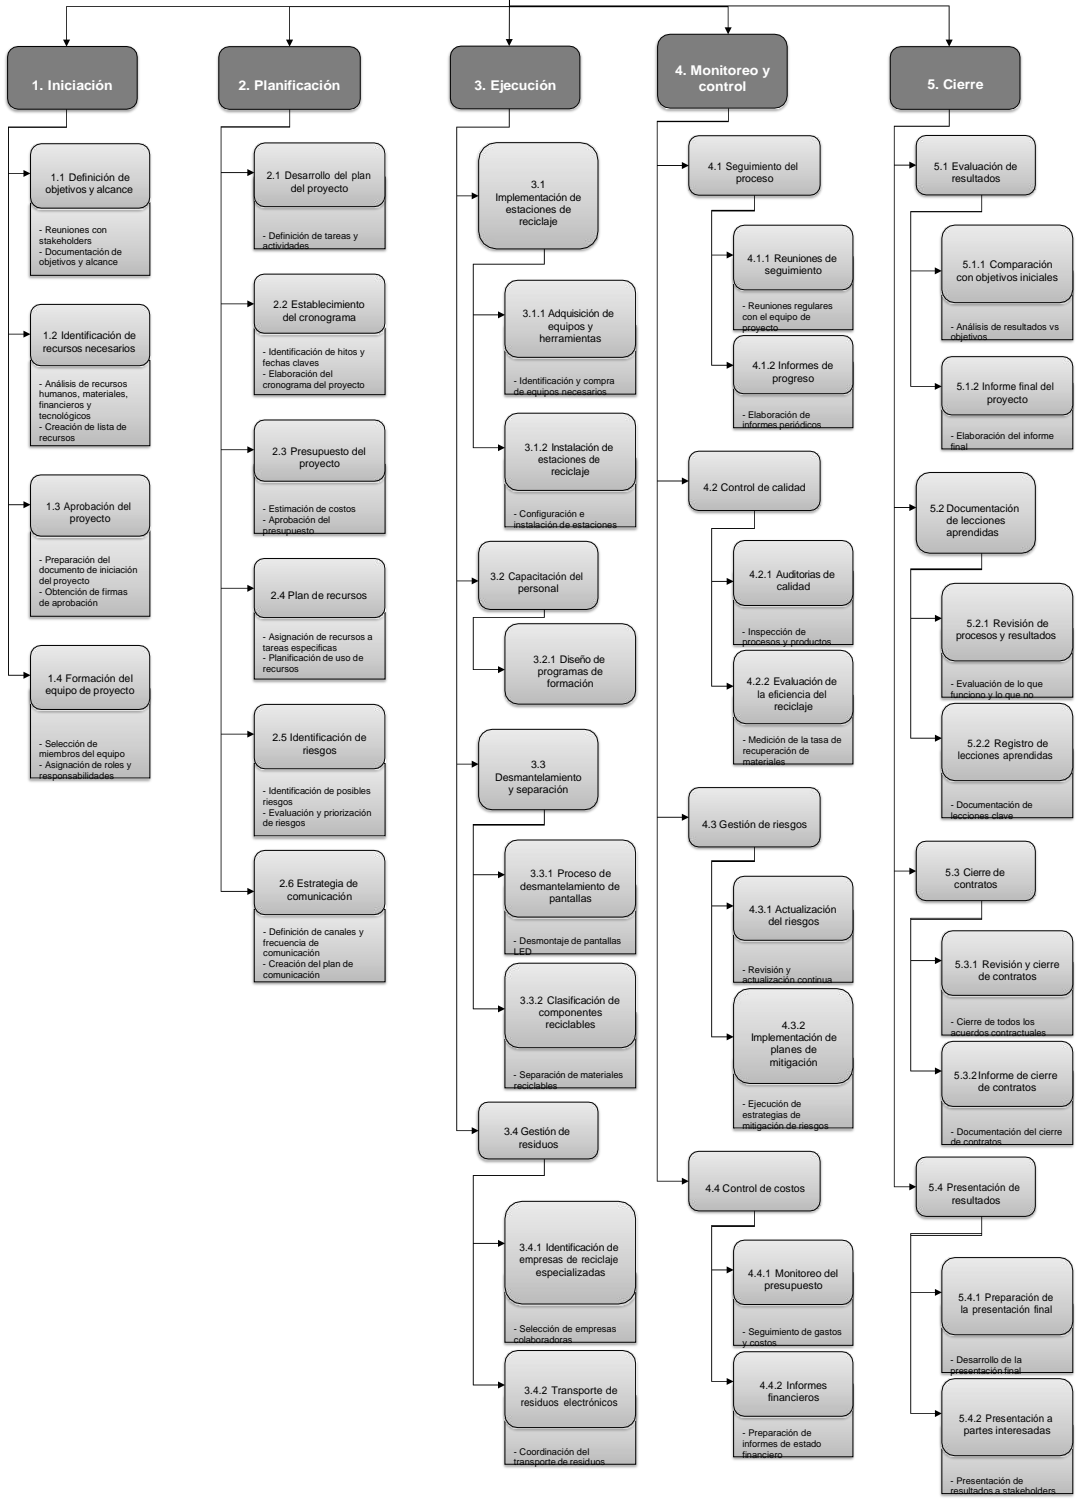 1. Iniciación
1.1 Definición de
objetivos y alcance
- Reuniones con
stakeholders
- Documentación de
objetivos y alcance
1.2 Identificación de
recursos necesarios
- Análisis de recursos
humanos, materiales,
financieros y
tecnológicos
- Creación de lista de
recursos
1.3 Aprobación del
proyecto
- Preparación del
documento de iniciación
del proyecto
- Obtención de firmas
de aprobación
1.4 Formación del
equipo de proyecto
- Selección de
miembros del equipo
- Asignación de roles y
responsabilidades
2. Planificación
2.1 Desarrollo del plan
del proyecto
- Definición de tareas y
actividades
2.2 Establecimiento
del cronograma
- Identificación de hitos y
fechas claves
- Elaboración del
cronograma del proyecto
2.3 Presupuesto del
proyecto
- Estimación de costos
- Aprobación del
presupuesto
2.4 Plan de recursos
- Asignación de recursos a
tareas especificas
- Planificación de uso de
recursos
2.5 Identificación de
riesgos
- Identificación de posibles
riesgos
- Evaluación y priorización
de riesgos
2.6 Estrategia de
comunicación
- Definición de canales y
frecuencia de
comunicación
- Creación del plan de
comunicación
3. Ejecución
3.1
Implementación de
estaciones de
reciclaje
3.1.1 Adquisición de
equipos y
herramientas
- Identificación y compra
de equipos necesarios
3.1.2 Instalación de
estaciones de
reciclaje
- Configuración e
instalación de estaciones
3.2 Capacitación del
personal
3.2.1 Diseño de
programas de
formación
3.3
Desmantelamiento
y separación
3.3.1 Proceso de
desmantelamiento de
pantallas
- Desmontaje de pantallas
LED
3.3.2 Clasificación de
componentes
reciclables
- Separación de materiales
reciclables
3.4 Gestión de
residuos
3.4.1 Identificación de
empresas de reciclaje
especializadas
- Selección de empresas
colaboradoras
3.4.2 Transporte de
residuos electrónicos
- Coordinación del
transporte de residuos
4. Monitoreo y
control
4.1 Seguimiento del
proceso
4.1.1 Reuniones de
seguimiento
- Reuniones regulares
con el equipo de
proyecto
4.1.2 Informes de
progreso
- Elaboración de
informes periódicos
4.2 Control de calidad
4.2.1 Auditorias de
calidad
- Inspección de
procesos y productos
4.2.2 Evaluación de
la eficiencia del
reciclaje
- Medición de la tasa de
recuperación de
materiales
4.3 Gestión de riesgos
4.3.1 Actualización
del riesgos
- Revisión y
actualización continua
4.3.2
Implementación de
planes de
mitigación
- Ejecución de
estrategias de
mitigación de riesgos
4.4 Control de costos
4.4.1 Monitoreo del
presupuesto
- Seguimiento de gastos
y costos
4.4.2 Informes
financieros
- Preparación de
informes de estado
financiero
5. Cierre
5.1 Evaluación de
resultados
5.1.1 Comparación
con objetivos iniciales
- Análisis de resultados vs
objetivos
5.1.2 Informe final del
proyecto
- Elaboración del informe
final
5.2 Documentación
de lecciones
aprendidas
5.2.1 Revisión de
procesos y resultados
- Evaluación de lo que
funciono y lo que no
5.2.2 Registro de
lecciones aprendidas
- Documentación de
lecciones clave
5.3 Cierre de
contratos
5.3.1 Revisión y cierre
de contratos
- Cierre de todos los
acuerdos contractuales
5.3.2 Informe de cierre
de contratos
- Documentación del cierre
de contratos
5.4 Presentación de
resultados
5.4.1 Preparación de
la presentación final
- Desarrollo de la
presentación final
5.4.2 Presentación a
partes interesadas
- Presentación de
resultados a stakeholders